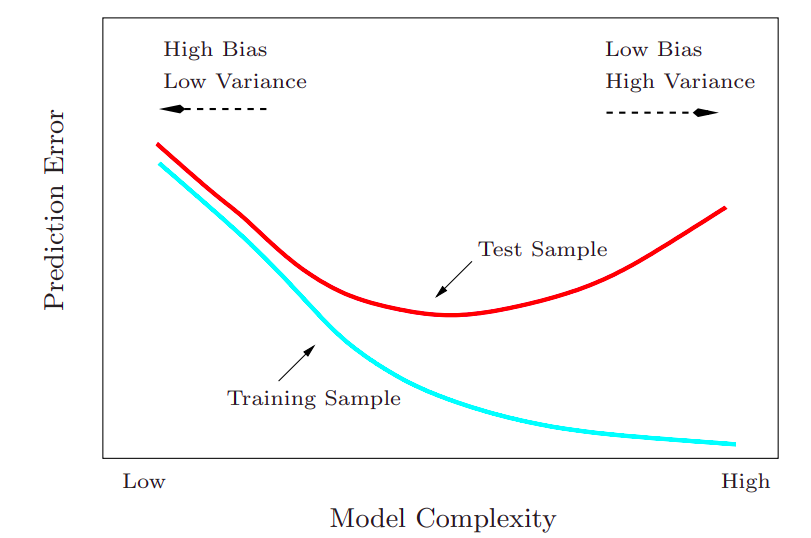 High Bias
Low Variance
Low Bias
High Variance
Prediction Error
Test Sample
Training Sample
Low
High
Model Complexity